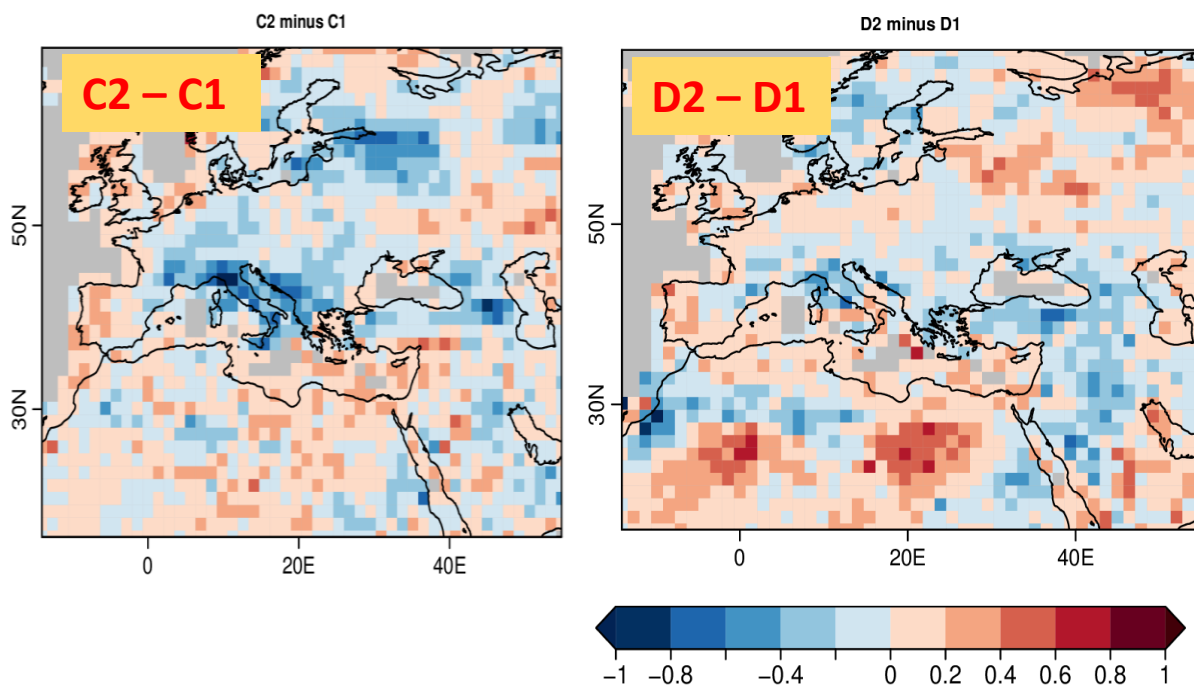 C2 minus C1
D2 minus D1
C2 – C1
D2 – D1
50N
30N
0
20E
40E
50N
30N
0
20E
40E
−1
−0.8
−0.4
0
0.2
0.4
0.6
0.8
1